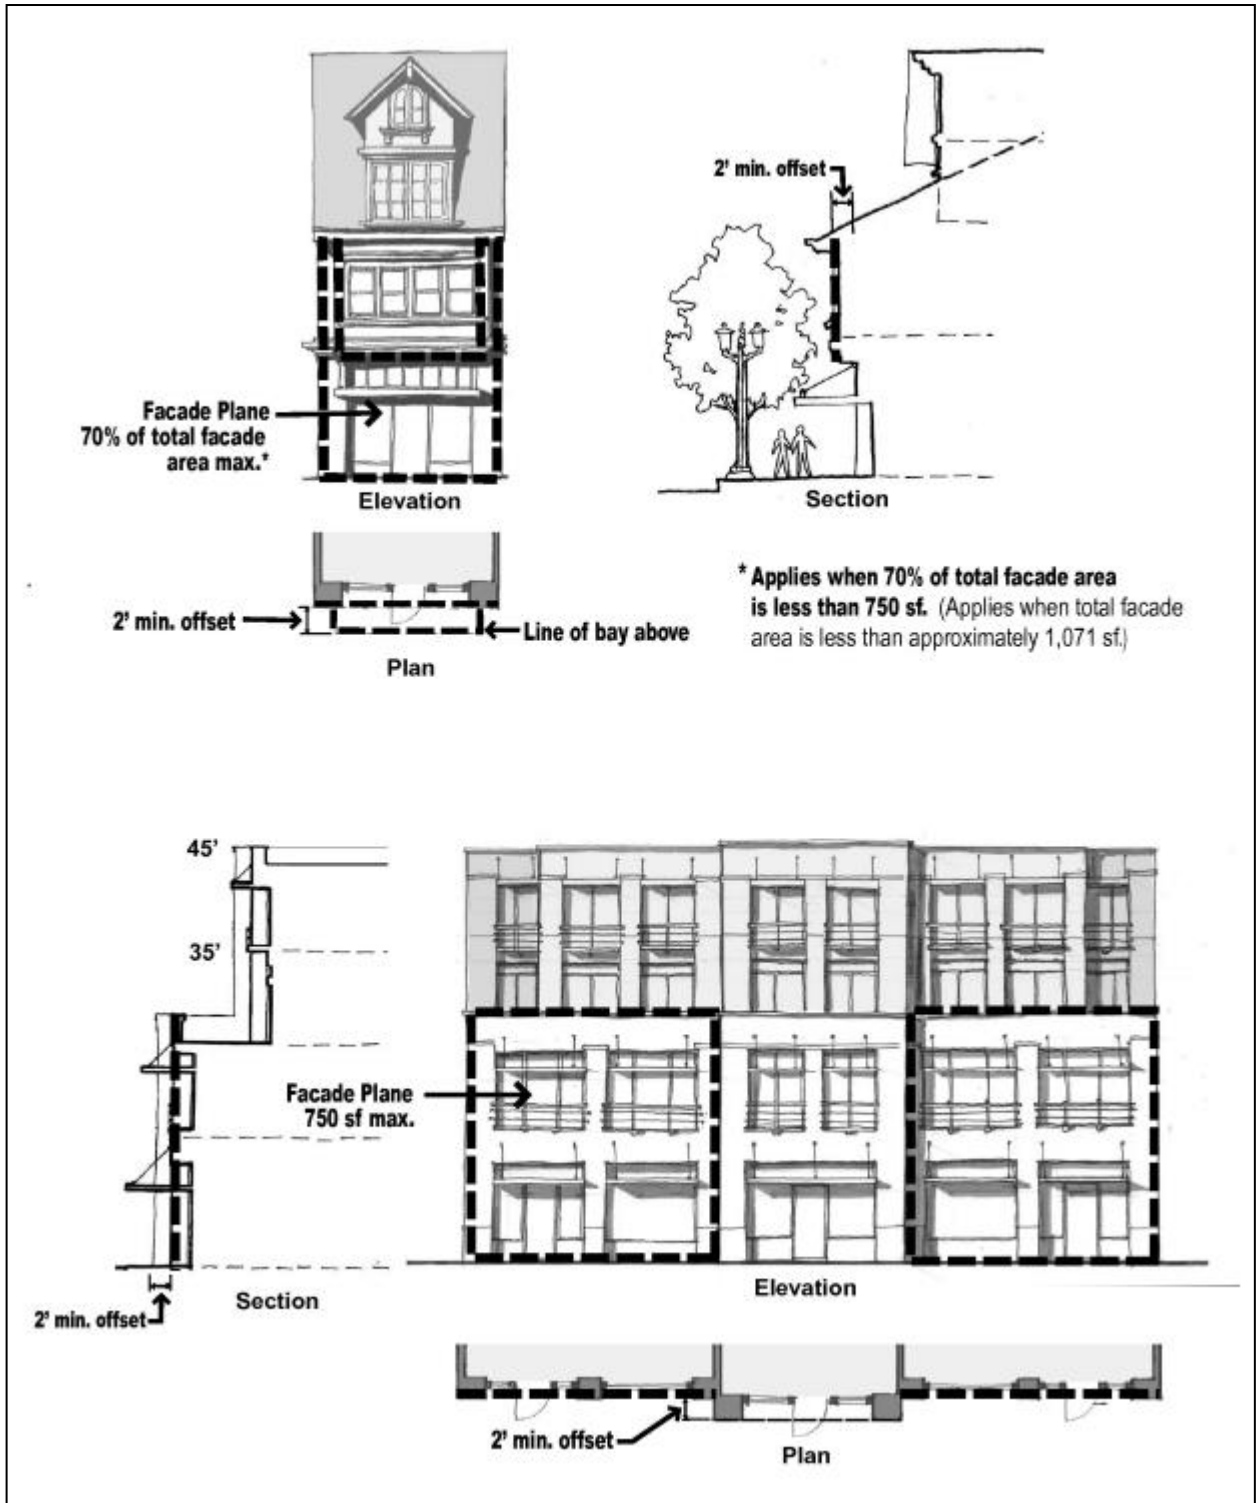 2' min. offset
Facade Plane
70% of total facade
area max.*
Elevation
Section
2' min. offset
Line of bay above
Plan
* Applies when 70% of total facade area
is less than 750 sf. (Applies when total facade
area is less than approximately 1,071 sf.)
45'
35'
Facade Plane
750 sf max.
2' min. offset
Section
Elevation
2' min. offset
Plan